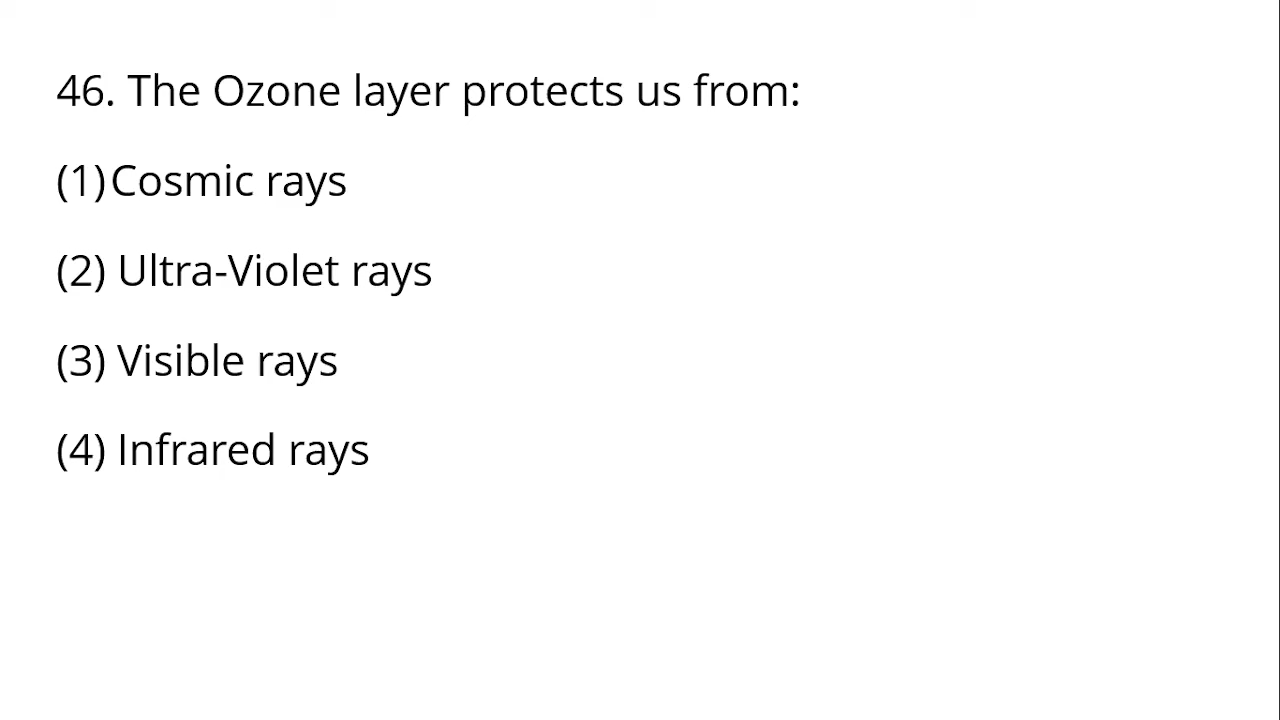 46. The Ozone layer protects us from:
(1) Cosmic rays
(2) Ultra-Violet rays
(3) Visible rays
(4) Infrared rays